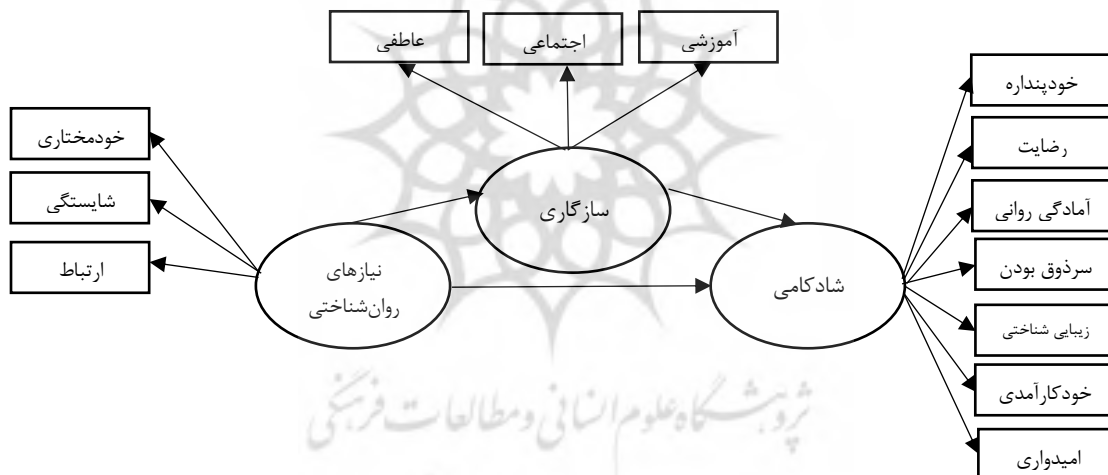 آموزشی
اجتماعی
عاطفی
خودپنداره
رضایت
آمادگی روانی
سرذوق بودن
زیبایی شناختی
خودکارآمدی
امیدواری
خودمختاری
شایستگی
ارتباط
سازگاری
نیازهای
روان‌شناختی
شادکامی
پژوهشگاه علوم انسانی و مطالعات فرهنگی